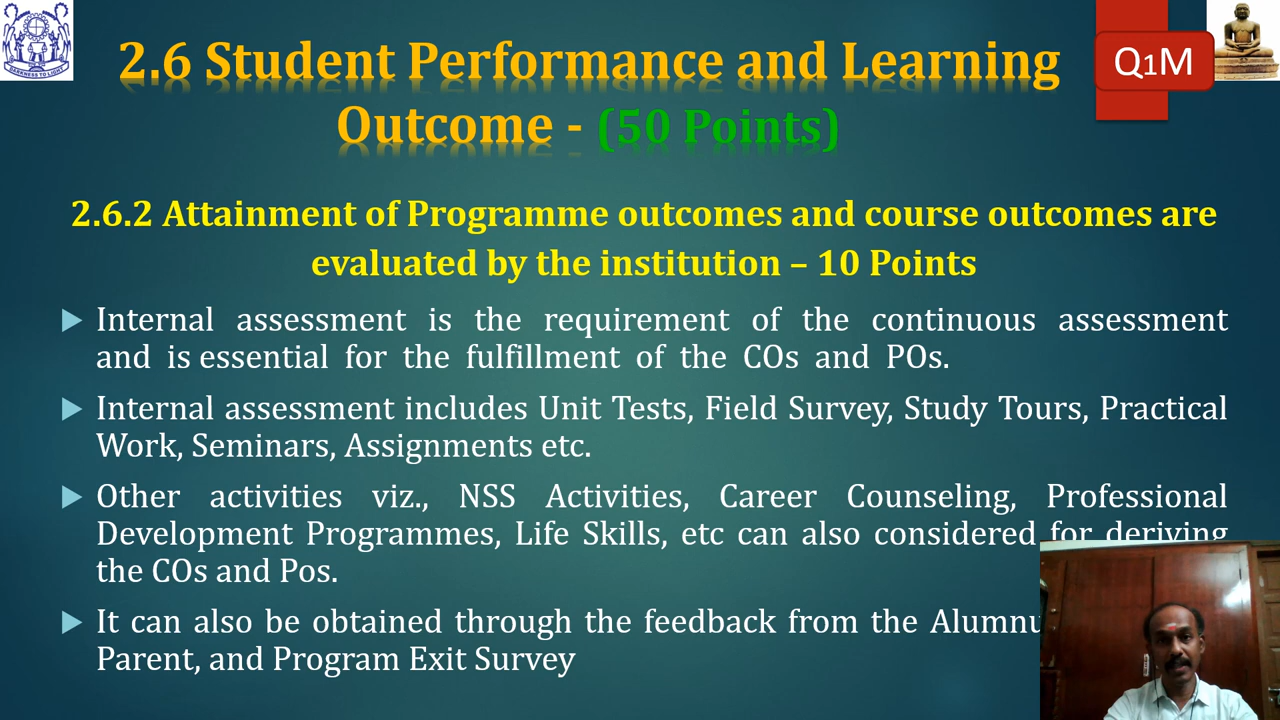 2.6 Student Performance and Learning
Outcome - (50 Points)
Q1M
2.6.2 Attainment of Programme outcomes and course outcomes are
evaluated by the institution – 10 Points
Internal assessment is the requirement of the continuous assessment
and is essential for the fulfillment of the COs and POs.
Internal assessment includes Unit Tests, Field Survey, Study Tours, Practical
Work, Seminars, Assignments etc.
Other activities viz., NSS Activities, Career Counseling, Professional
Development Programmes, Life Skills, etc can also considered for deriving
the COs and Pos.
It can also be obtained through the feedback from the
Parent, and Program Exit Survey